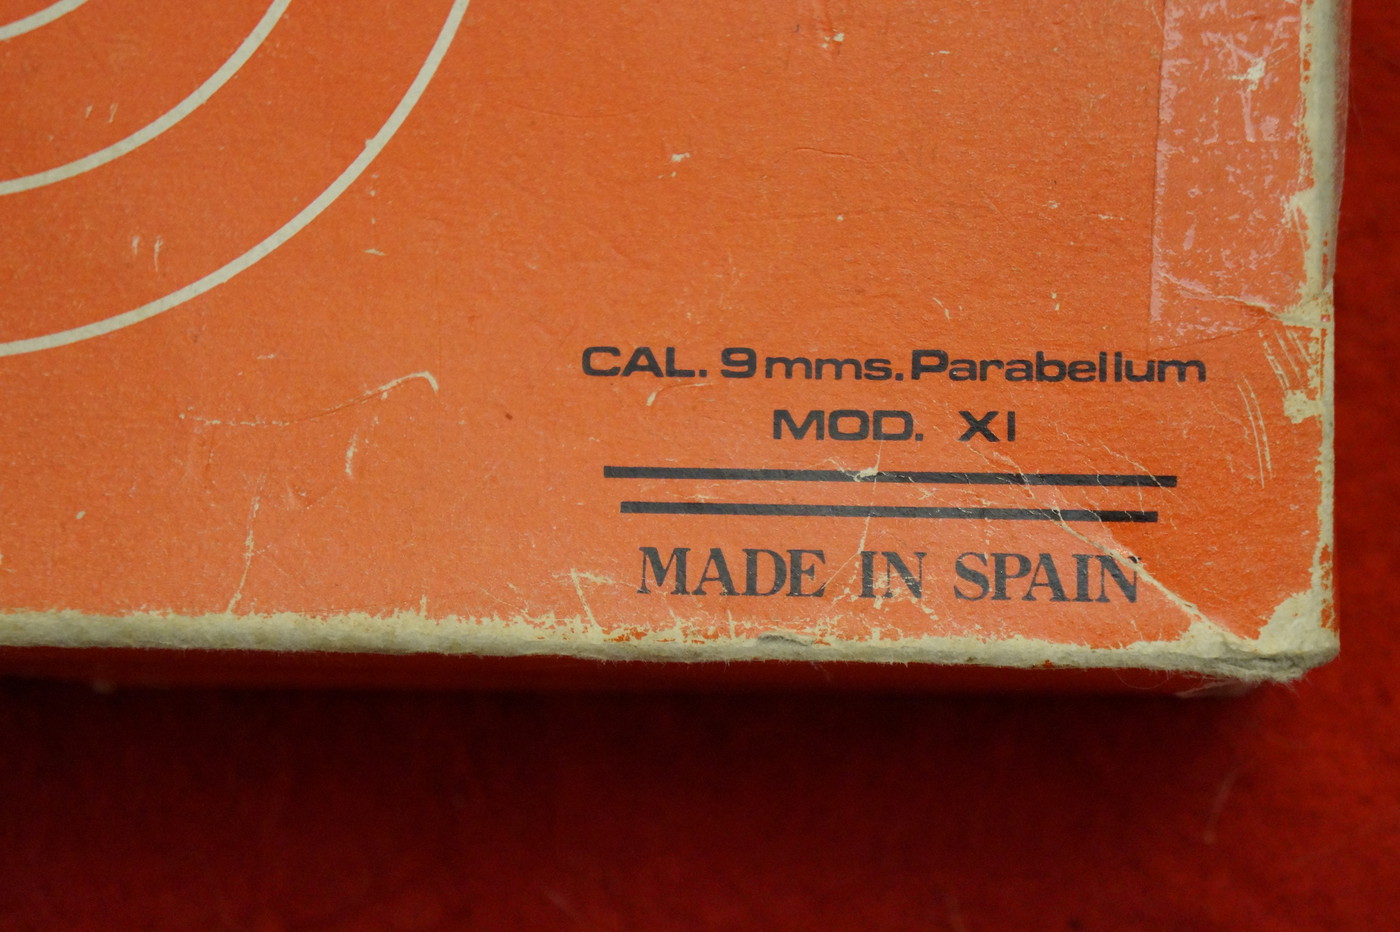 CAL. 9mms. Parabellum
MOD. XI
MADE IN SPAIN